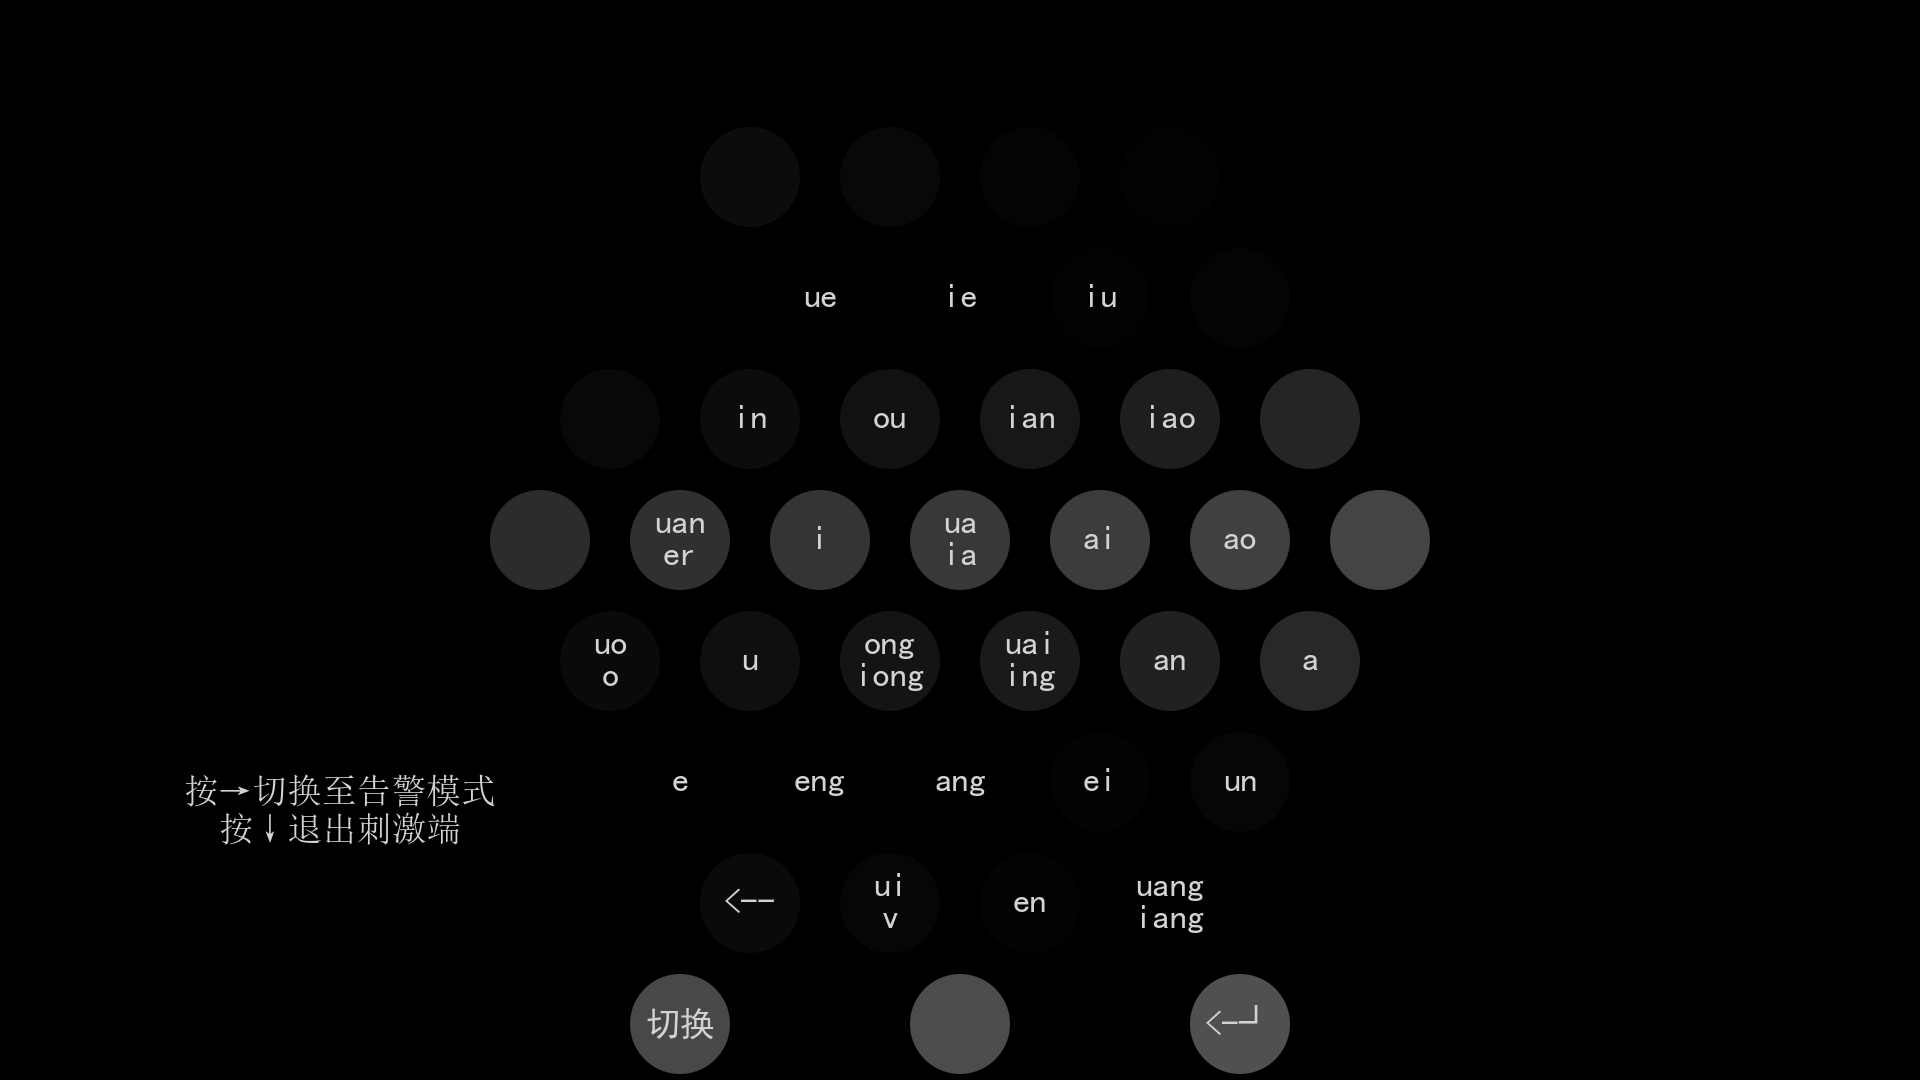 ue ie iu
in ou ian iao
uan
er
i
ua
ia
ai
ao
uo
o
u
ong
iong
uai
ing
an
a
e eng ang ei un
按→切换至告警模式
按↓退出刺激端
<--
ui
v
en
uang
iang
切换
<-┘